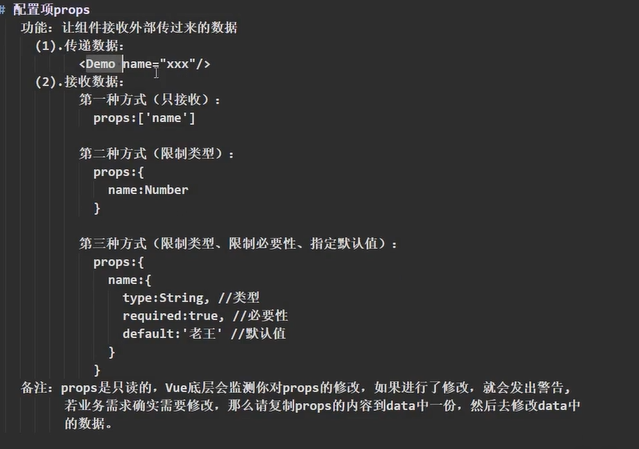 # 配置项props
功能：让组件接收外部传过来的数据
(1).传递数据：
<Demo name="xxx"/>
(2).接收数据：
第一种方式（只接收）：
props:['name']
第二种方式（限制类型）：
props:{
name:Number
}
第三种方式（限制类型、限制必要性、指定默认值）：
props:{
name:{
type:String, //类型
required:true, //必要性
default:'老王' //默认值
}
}
备注：props是只读的，Vue底层会监测你对props的修改，如果进行了修改，就会发出警告，
若业务需求确实需要修改，那么请复制props的内容到data中一份，然后去修改data中
的数据。